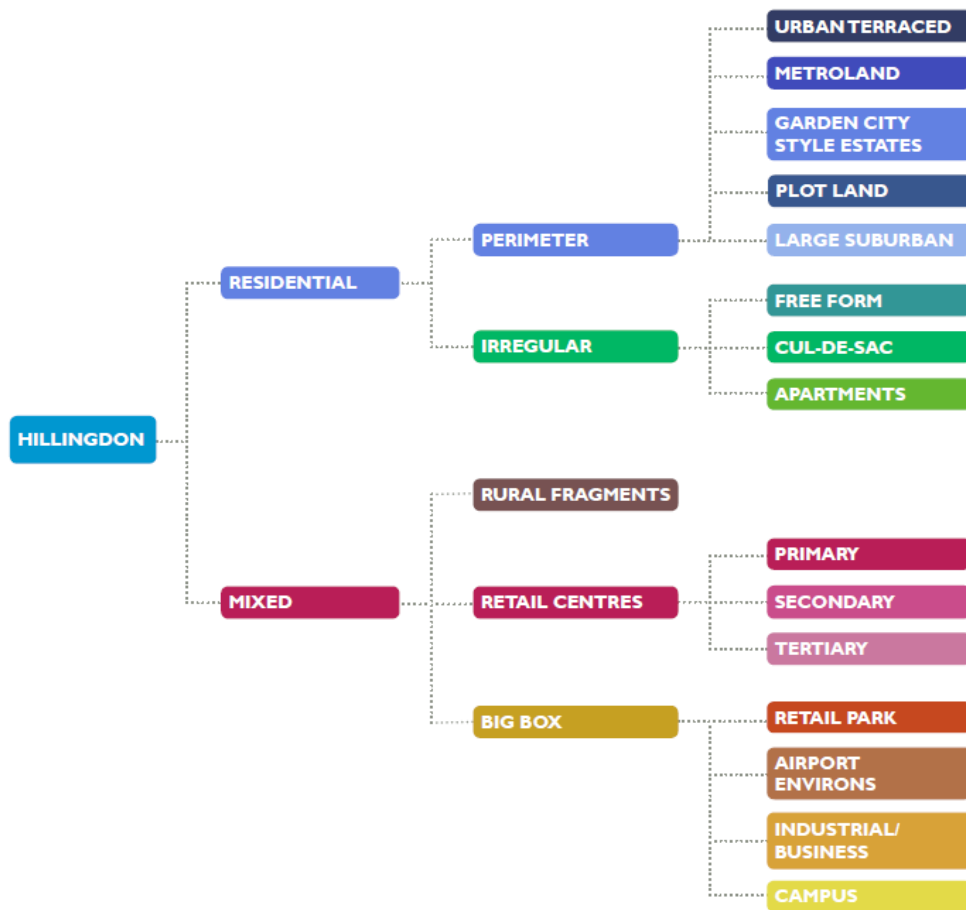 URBAN TERRACED
METROLAND
GARDEN CITY
STYLE ESTATES
PLOT LAND
PERIMETER
LARGE SUBURBAN
RESIDENTIAL
FREE FORM
IRREGULAR
CUL-DE-SAC
APARTMENTS
HILLINGDON
RURAL FRAGMENTS
PRIMARY
MIXED
RETAIL CENTRES
SECONDARY
TERTIARY
BIG BOX
RETAIL PARK
AIRPORT
ENVIRONS
INDUSTRIAL/
BUSINESS
CAMPUS